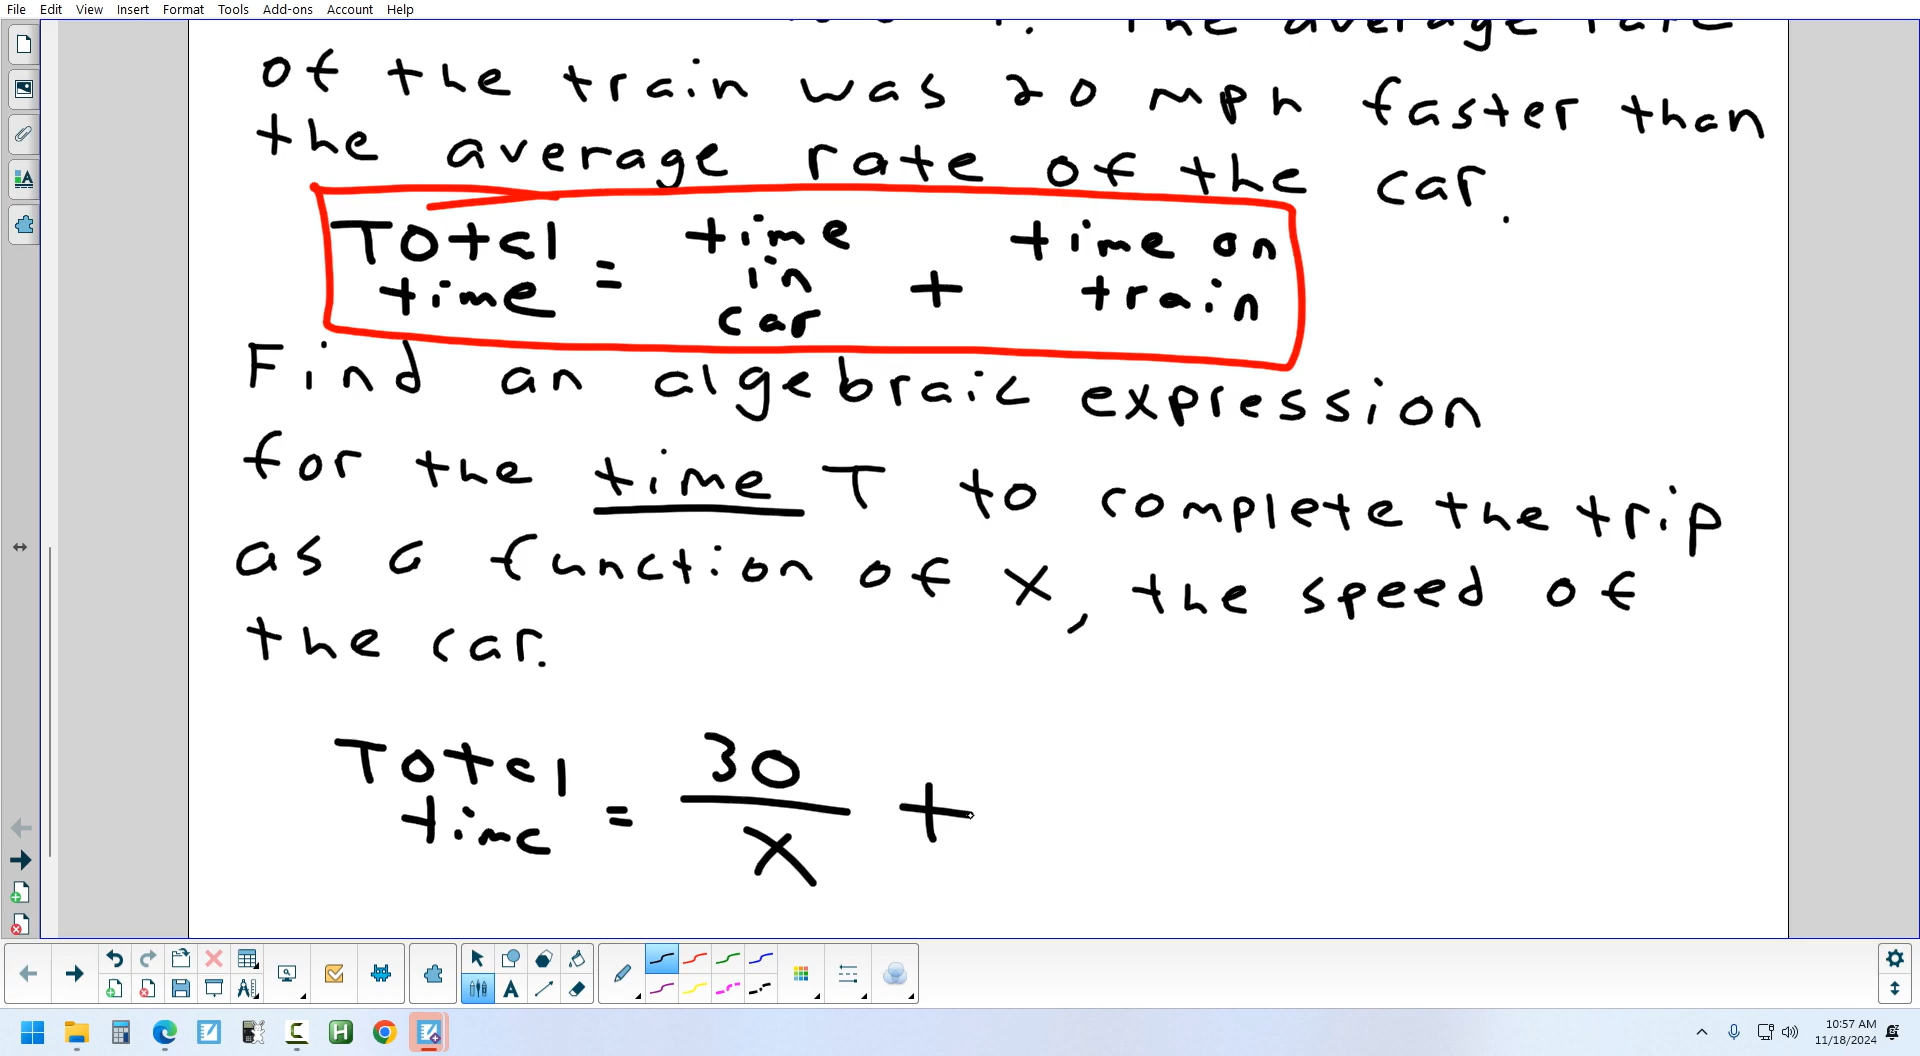 File Edit View Insert Format Tools Add-ons Account Help
The average rate
of the train was 20 mph faster than
the average rate of the car.
Total time = time in car + time on train
Find an algebraic expression
for the time T to complete the trip
as a function of x, the speed of
the car.
Total time = 30/x +
10:57 AM
11/18/2024